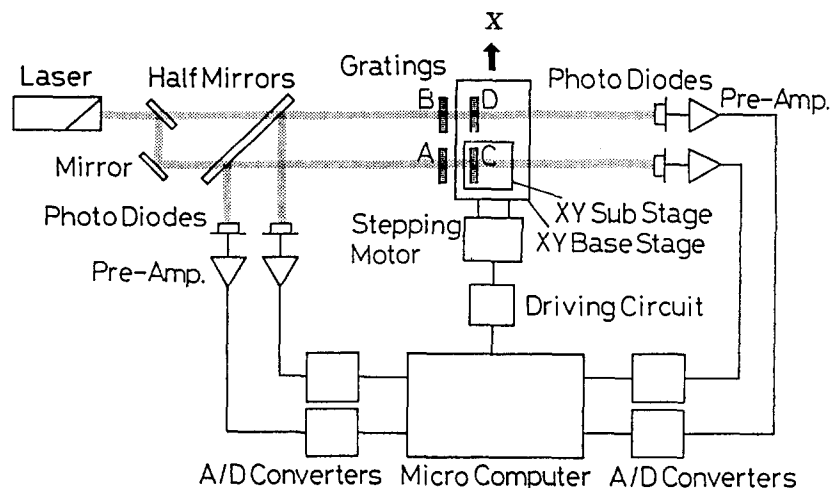 X
Laser
Half Mirrors
Gratings
B
D
Photo Diodes
Pre-Amp.
Mirror
A
C
Photo Diodes
XY Sub Stage
Stepping
Motor
XY Base Stage
Pre-Amp.
Driving Circuit
A/D Converters
Micro Computer
A/D Converters